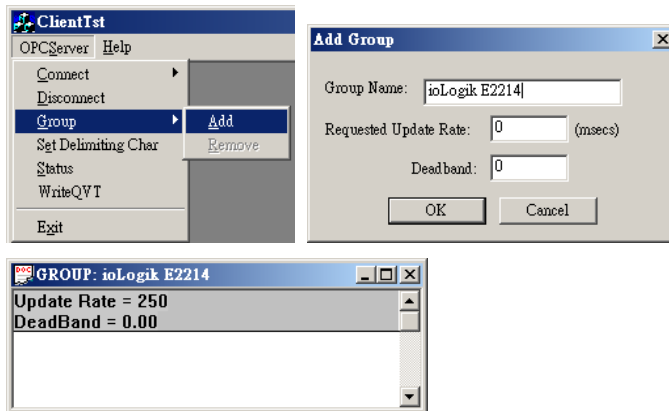 ClientTst
OPCServer Help
Connect
Disconnect
Group
Add
Set Delimiting Char
Remove
Status
WriteQVT
Exit
Add Group
Group Name: ioLogik E2214
Requested Update Rate: 0 (msecs)
Deadband: 0
OK Cancel
DOC
GROUP: ioLogik E2214
Update Rate = 250
DeadBand = 0.00